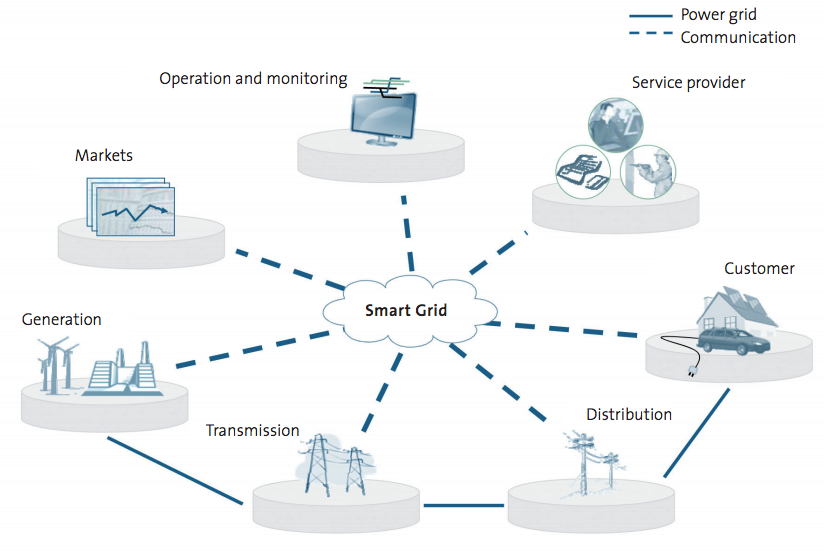 Power grid
Communication
Operation and monitoring
Service provider
Markets
Customer
Smart Grid
Generation
Distribution
Transmission